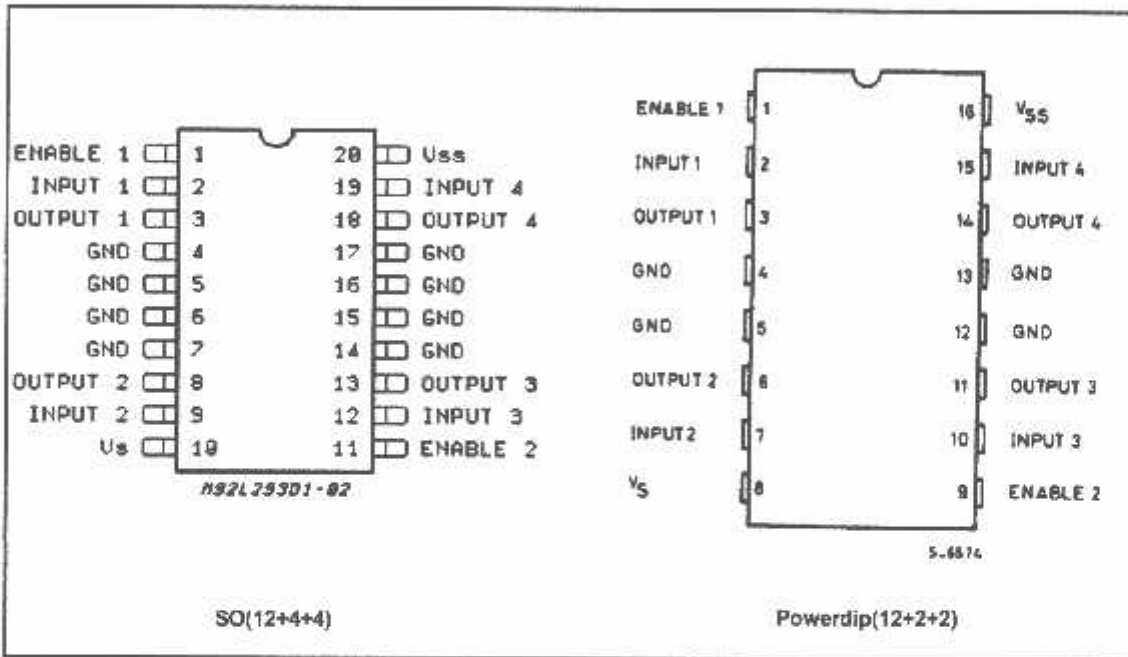 ENABLE 1 1 20 Vss
INPUT 1 2 19 INPUT 4
OUTPUT 1 3 18 OUTPUT 4
GND 4 17 GND
GND 5 16 GND
GND 6 15 GND
GND 7 14 GND
OUTPUT 2 8 13 OUTPUT 3
INPUT 2 9 12 INPUT 3
Vs 10 11 ENABLE 2
M92L293D1-02
SO(12+4+4)
ENABLE 1 1 16 VSS
INPUT 1 2 15 INPUT 4
OUTPUT 1 3 14 OUTPUT 4
GND 4 13 GND
GND 5 12 GND
OUTPUT 2 6 11 OUTPUT 3
INPUT 2 7 10 INPUT 3
VS 8 9 ENABLE 2
S-6874
Powerdip(12+2+2)